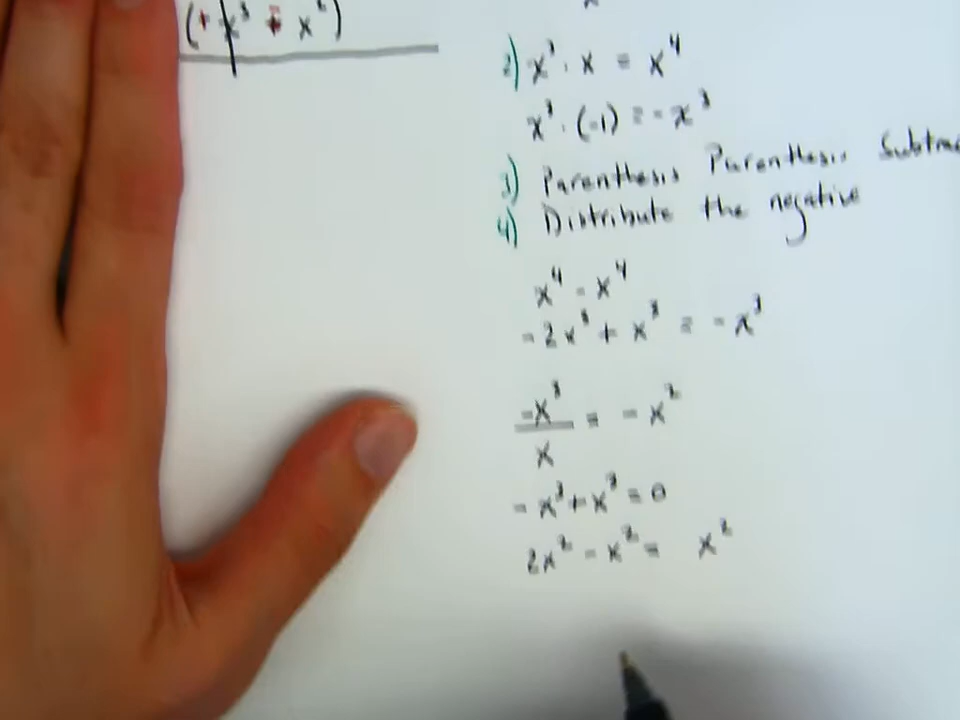 (+ x³ - x²)
2) x³ · x = x⁴
x³ · (-1) = -x³
3) Parenthesis Parenthesis
4) Distribute the negative
x⁴ - x⁴
-2x³ + x³ = -x³
-x³/x = -x²
-x³ + x³ = 0
2x² - x² = x²